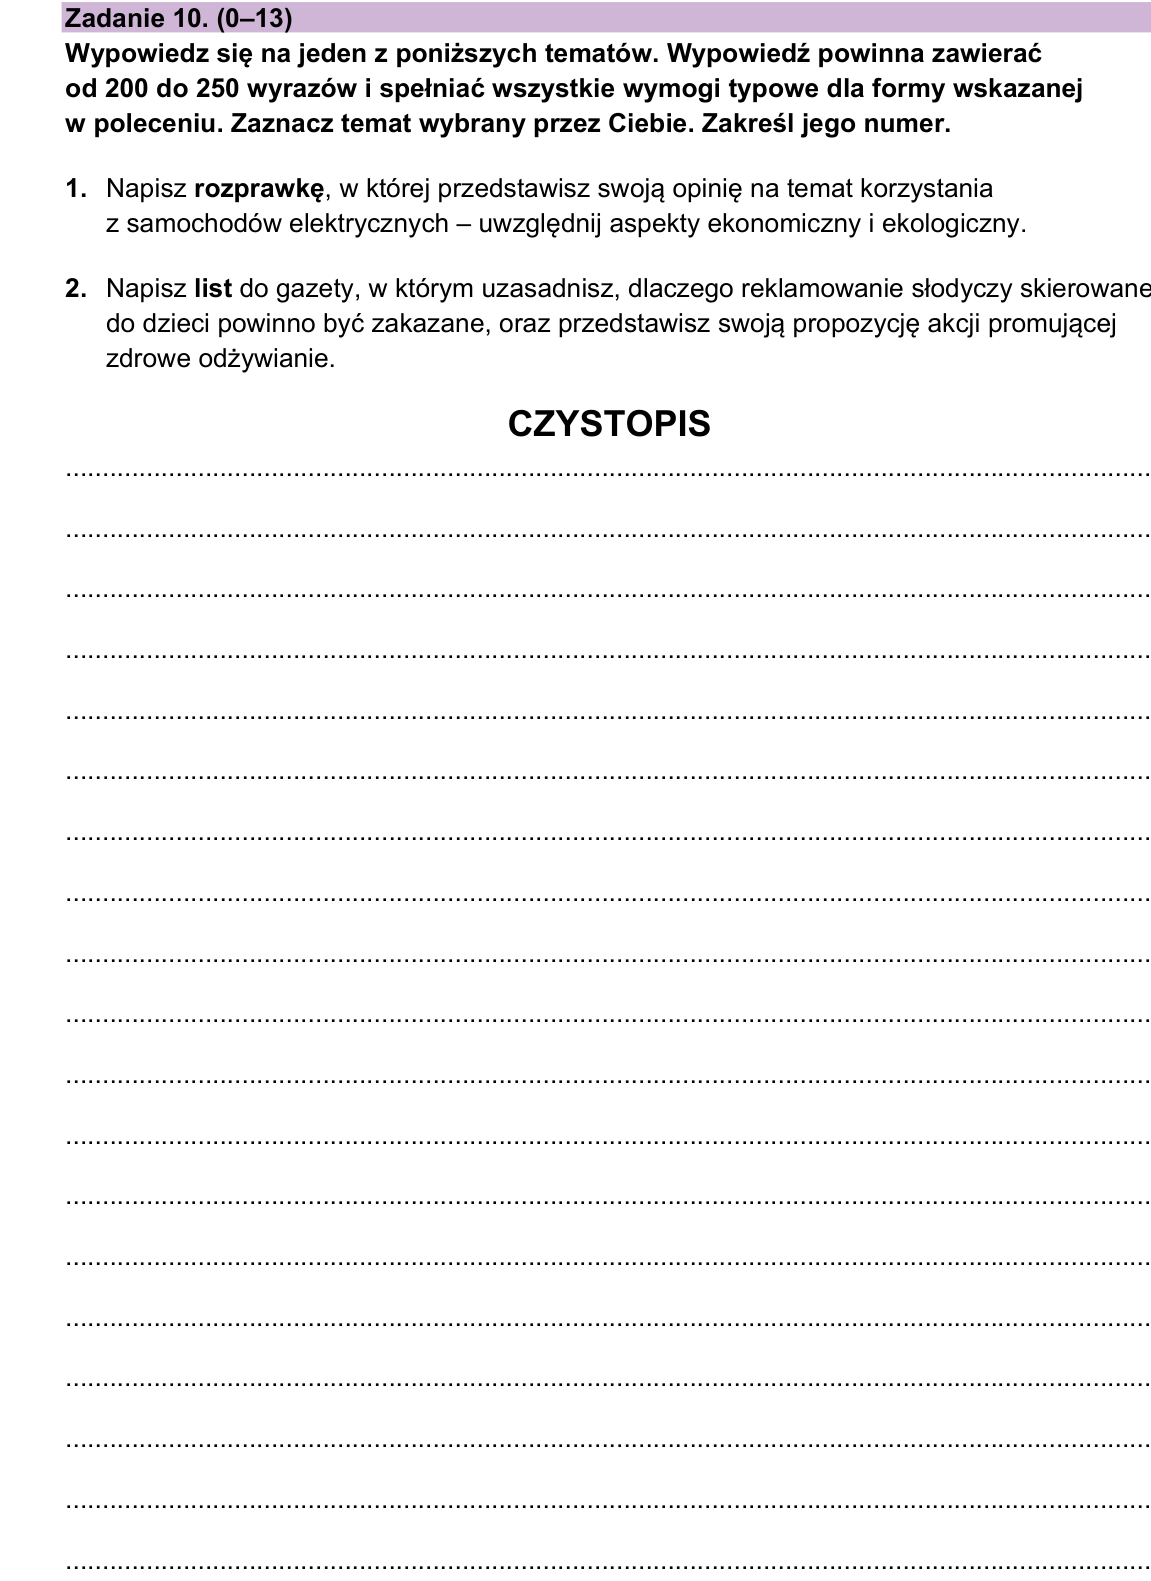 Zadanie 10. (0–13)
Wypowiedz się na jeden z poniższych tematów. Wypowiedź powinna zawierać
od 200 do 250 wyrazów i spełniać wszystkie wymogi typowe dla formy wskazanej
w poleceniu. Zaznacz temat wybrany przez Ciebie. Zakreśl jego numer.
1. Napisz rozprawkę, w której przedstawisz swoją opinię na temat korzystania
z samochodów elektrycznych – uwzględnij aspekty ekonomiczny i ekologiczny.
2. Napisz list do gazety, w którym uzasadnisz, dlaczego reklamowanie słodyczy skierowane
do dzieci powinno być zakazane, oraz przedstawisz swoją propozycję akcji promującej
zdrowe odżywianie.
CZYSTOPIS